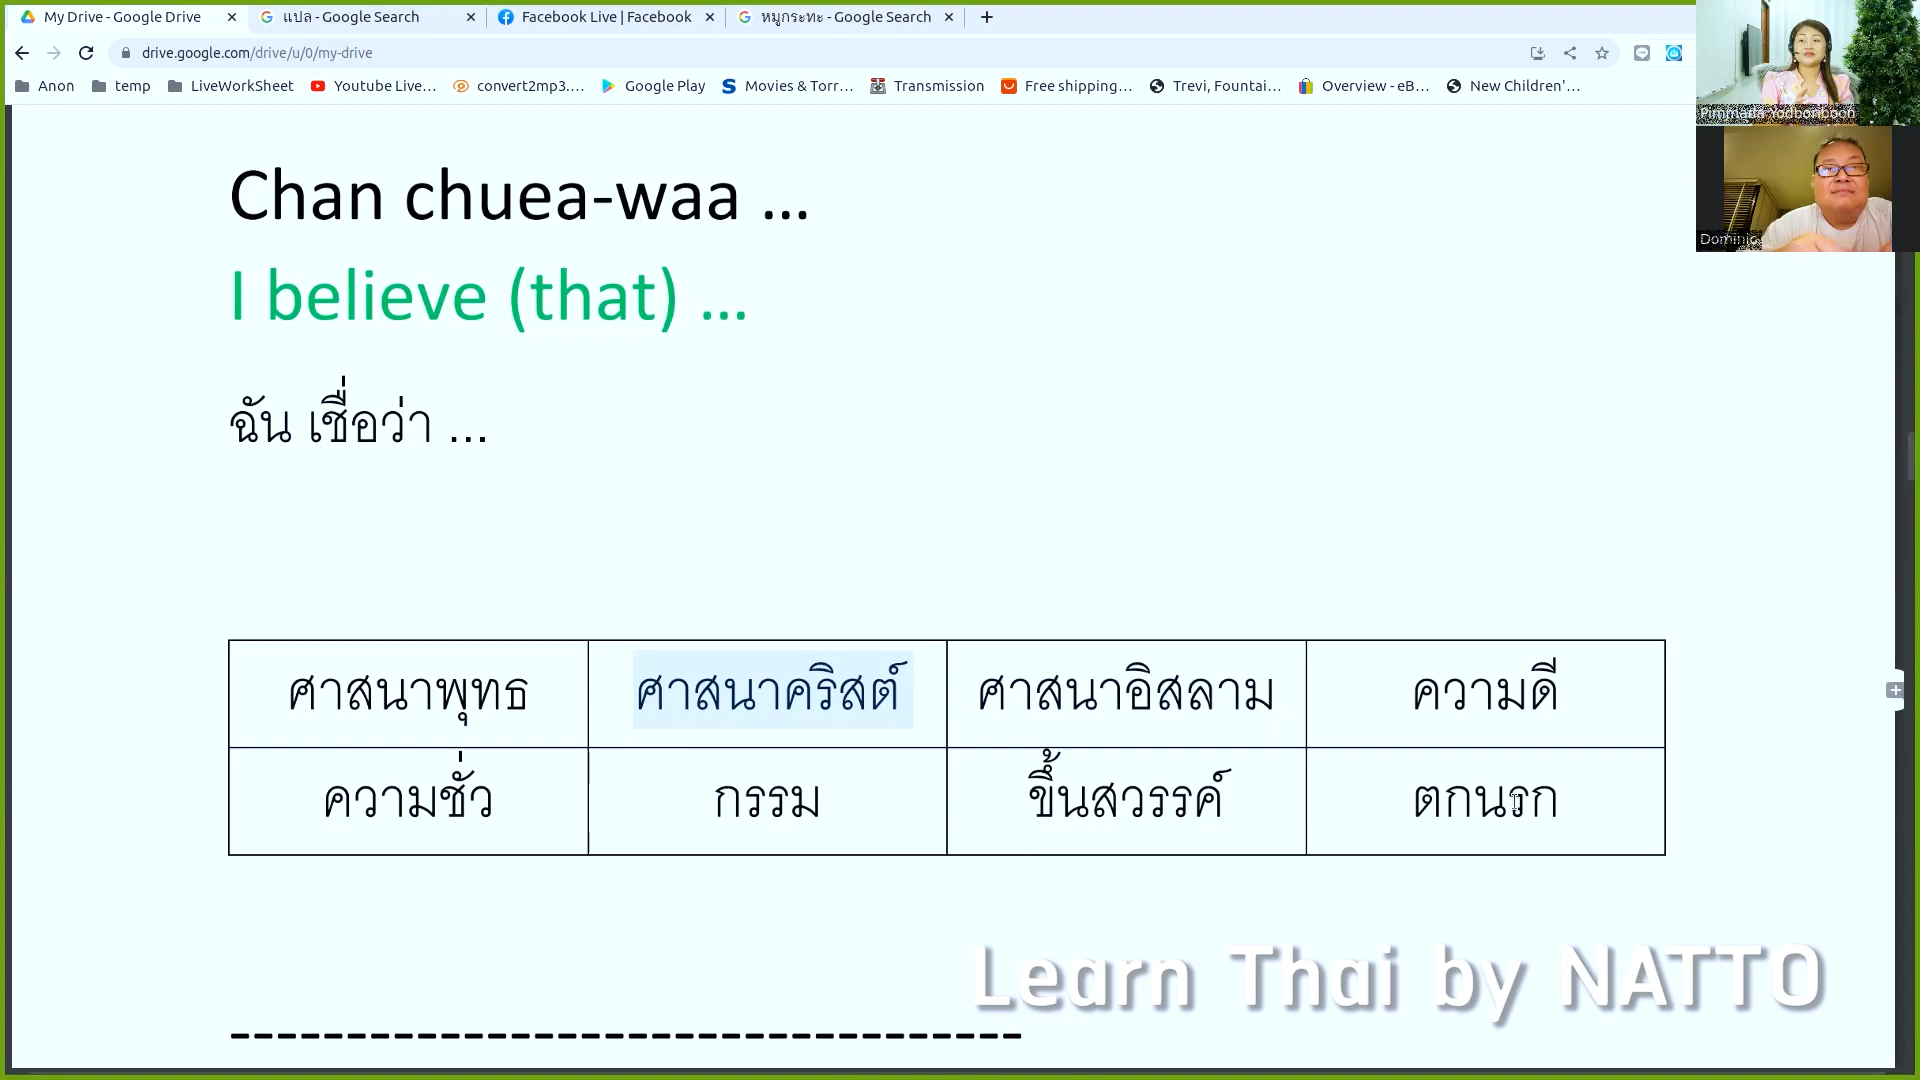 My Drive - Google Drive
แปล - Google Search
Facebook Live | Facebook
หมูกระทะ - Google Search
drive.google.com/drive/u/0/my-drive
Anon temp LiveWorkSheet Youtube Live... convert2mp3.... Google Play Movies & Torr... Transmission Free shipping... Trevi, Fountai... Overview - eB... New Children'...
Pimmada Yodbonboon
Dominic
Chan chuea-waa ...
I believe (that) ...
ฉัน เชื่อว่า ...
ศาสนาพุทธ ศาสนาคริสต์ ศาสนาอิสลาม ความดี
ความชั่ว กรรม ขึ้นสวรรค์ ตกนรก
Learn Thai by NATTO
----------------------------------